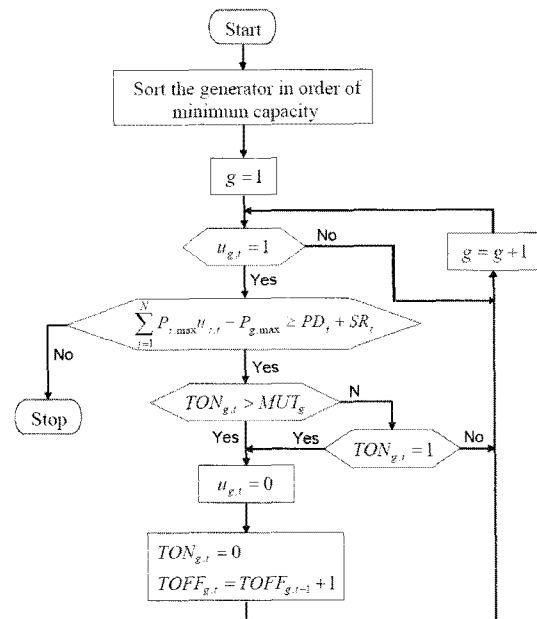 Start
Sort the generator in order of
minimum capacity
g = 1
u_{g,t} = 1
No
g = g+1
Yes
\sum_{i=1}^{N} P_{i,max} u_{i,t} − P_{g,max} ≥ PD_t + SR_t
No
Yes
Stop
TON_{g,t} > MUT_g
N
Yes
Yes
TON_{g,t} = 1
No
u_{g,t} = 0
TON_{g,t} = 0
TOFF_{g,t} = TOFF_{g,t−1} + 1